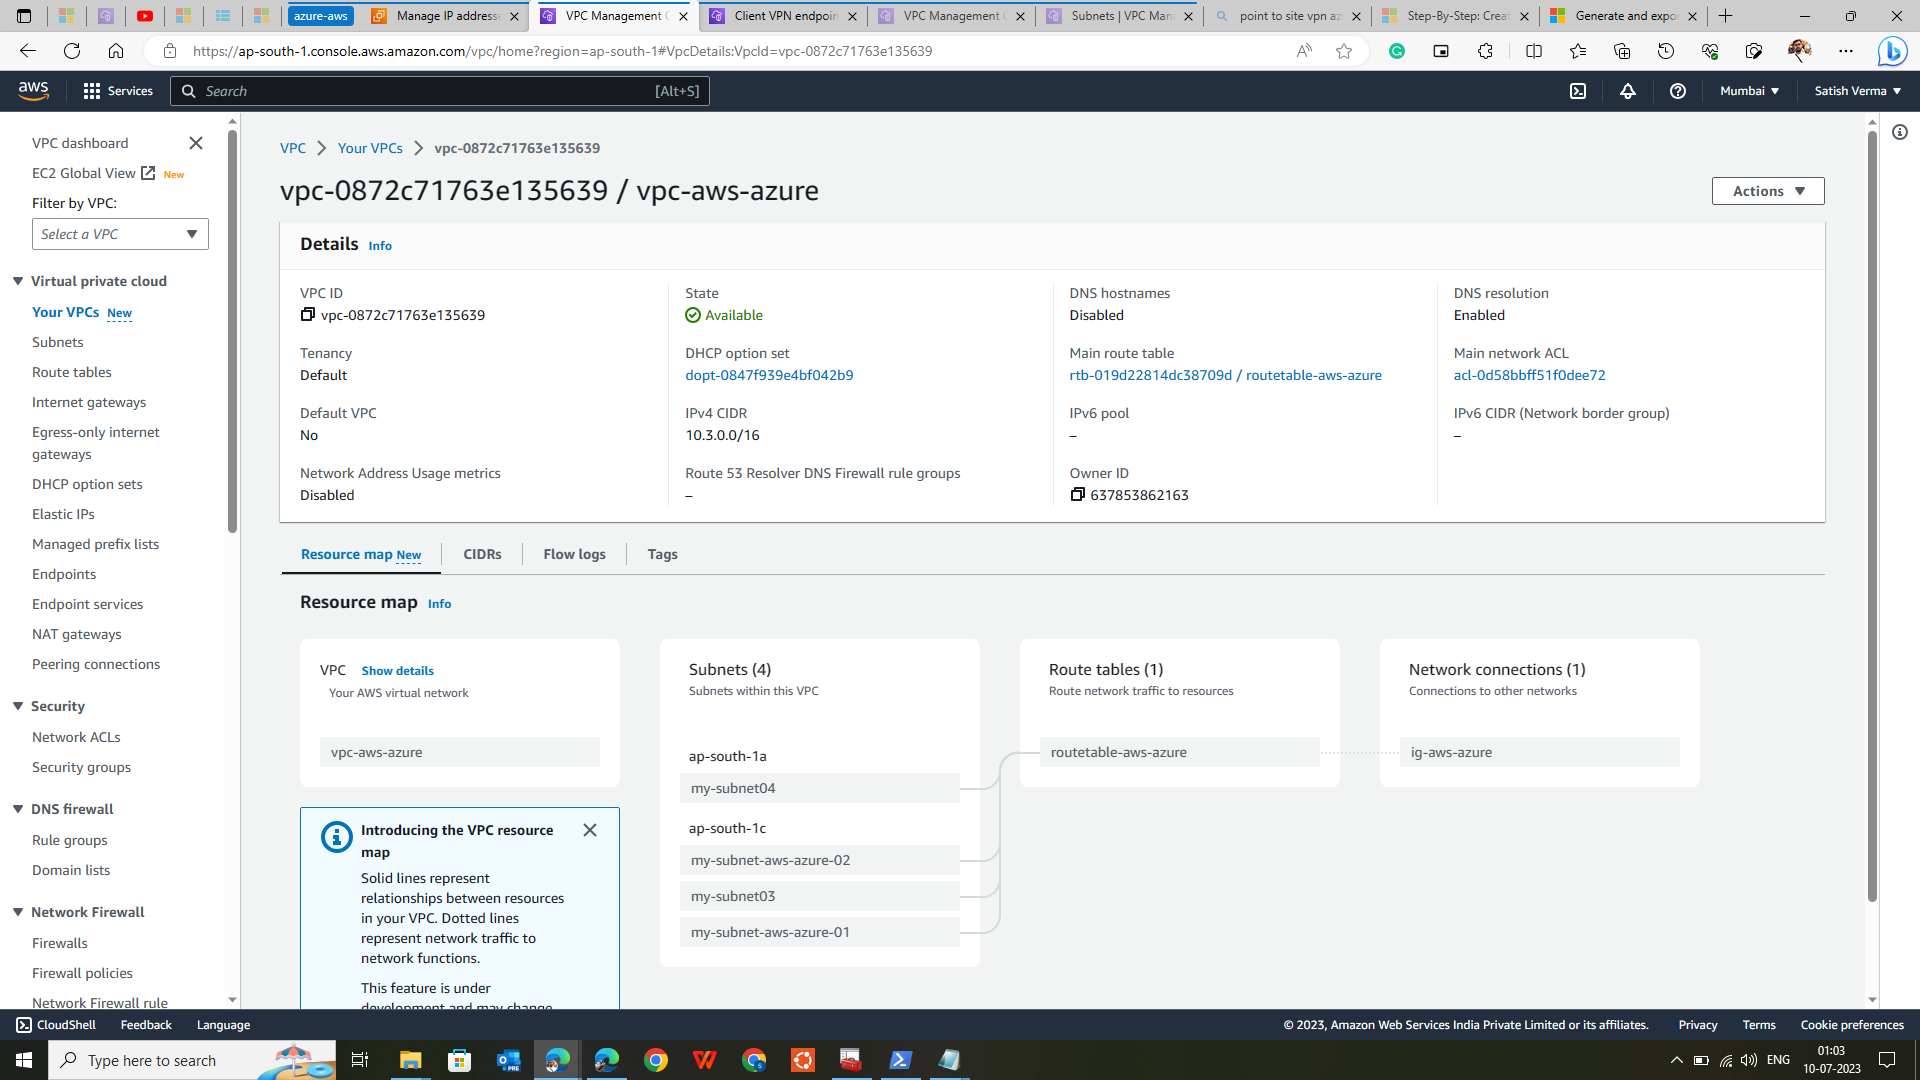 azure-aws
Manage IP addresse
VPC Management C
Client VPN endpoin
VPC Management C
Subnets | VPC Man
point to site vpn az
Step-By-Step: Crea
Generate and expo
https://ap-south-1.console.aws.amazon.com/vpc/home?region=ap-south-1#VpcDetails:VpcId=vpc-0872c71763e135639
aws
Services
Search
[Alt+S]
Mumbai
Satish Verma
VPC dashboard
EC2 Global View New
Filter by VPC:
Select a VPC
Virtual private cloud
Your VPCs New
Subnets
Route tables
Internet gateways
Egress-only internet
gateways
DHCP option sets
Elastic IPs
Managed prefix lists
Endpoints
Endpoint services
NAT gateways
Peering connections
Security
Network ACLs
Security groups
DNS firewall
Rule groups
Domain lists
Network Firewall
Firewalls
Firewall policies
Network Firewall rule
VPC
Your VPCs
vpc-0872c71763e135639
vpc-0872c71763e135639 / vpc-aws-azure
Actions
Details Info
VPC ID
vpc-0872c71763e135639
State
Available
DNS hostnames
Disabled
DNS resolution
Enabled
Tenancy
Default
DHCP option set
dopt-0847f939e4bf042b9
Main route table
rtb-019d22814dc38709d / routetable-aws-azure
Main network ACL
acl-0d58bbff51f0dee72
Default VPC
No
IPv4 CIDR
10.3.0.0/16
IPv6 pool
–
IPv6 CIDR (Network border group)
–
Network Address Usage metrics
Disabled
Route 53 Resolver DNS Firewall rule groups
–
Owner ID
637853862163
Resource map New
CIDRs
Flow logs
Tags
Resource map Info
VPC Show details
Your AWS virtual network
vpc-aws-azure
Introducing the VPC resource
map
Solid lines represent
relationships between resources
in your VPC. Dotted lines
represent network traffic to
network functions.
This feature is under
development and may change
Subnets (4)
Subnets within this VPC
ap-south-1a
my-subnet04
ap-south-1c
my-subnet-aws-azure-02
my-subnet03
my-subnet-aws-azure-01
Route tables (1)
Route network traffic to resources
routetable-aws-azure
Network connections (1)
Connections to other networks
ig-aws-azure
CloudShell
Feedback
Language
© 2023, Amazon Web Services India Private Limited or its affiliates.
Privacy
Terms
Cookie preferences
Type here to search
PRE
ENG
01:03
10-07-2023